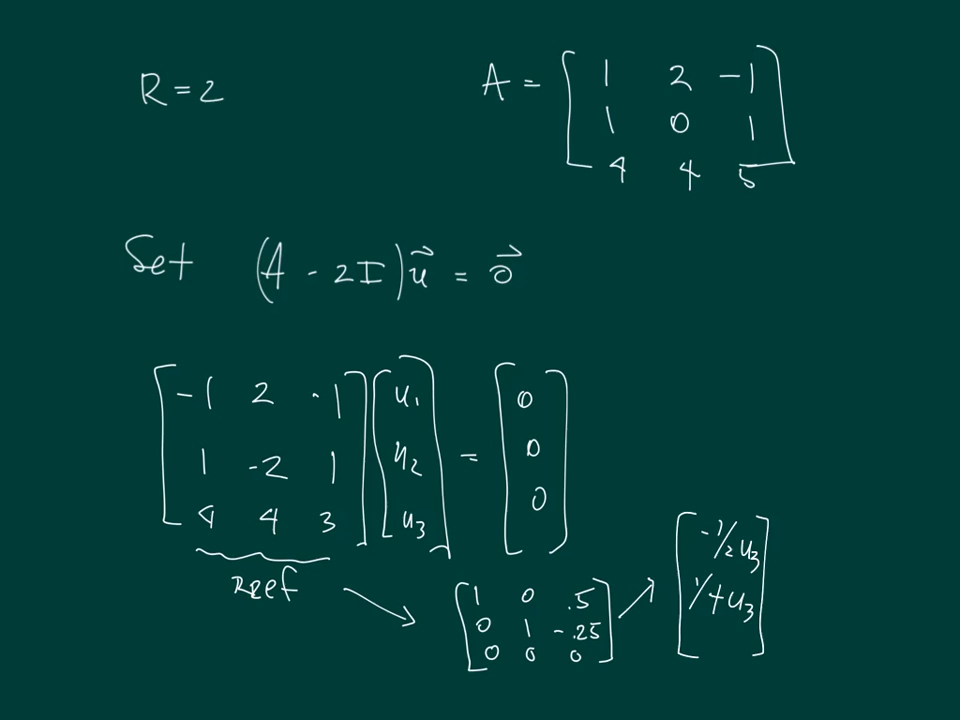 R = 2
A = [ 1 2 -1
1 0 1
4 4 5 ]
Set (A - 2I)u⃗ = 0⃗
[ -1 2 -1
1 -2 1
4 4 3 ] [ u₁
u₂
u₃ ] = [ 0
0
0 ]
RREF → [ 1 0 .5
0 1 -.25
0 0 0 ] → [ -1/2 u₃
1/4 u₃ ]